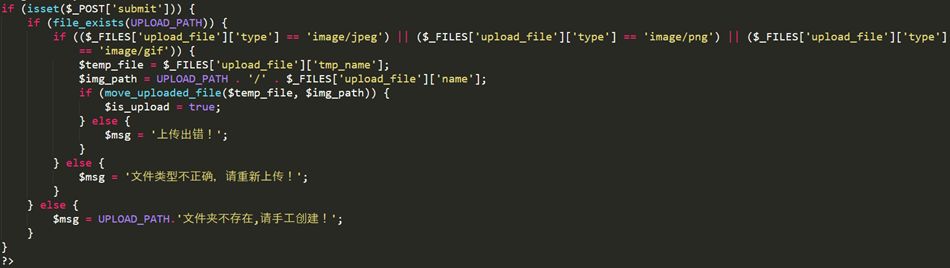 if (isset($_POST['submit'])) {
if (file_exists(UPLOAD_PATH)) {
if (($_FILES['upload_file']['type'] == 'image/jpeg') || ($_FILES['upload_file']['type'] == 'image/png') || ($_FILES['upload_file']['type']
== 'image/gif')) {
$temp_file = $_FILES['upload_file']['tmp_name'];
$img_path = UPLOAD_PATH . '/' . $_FILES['upload_file']['name'];
if (move_uploaded_file($temp_file, $img_path)) {
$is_upload = true;
} else {
$msg = '上传出错！';
}
} else {
$msg = '文件类型不正确，请重新上传！';
}
} else {
$msg = UPLOAD_PATH.'文件夹不存在,请手工创建！';
}
}
?>